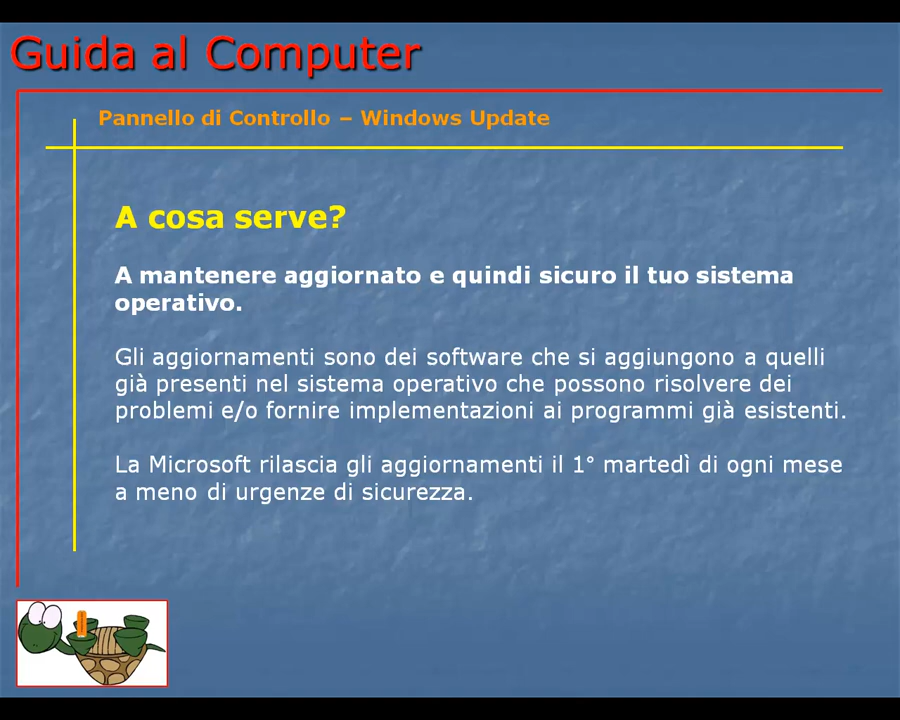 Guida al Computer
Pannello di Controllo – Windows Update
A cosa serve?
A mantenere aggiornato e quindi sicuro il tuo sistema
operativo.
Gli aggiornamenti sono dei software che si aggiungono a quelli
già presenti nel sistema operativo che possono risolvere dei
problemi e/o fornire implementazioni ai programmi già esistenti.
La Microsoft rilascia gli aggiornamenti il 1° martedì di ogni mese
a meno di urgenze di sicurezza.